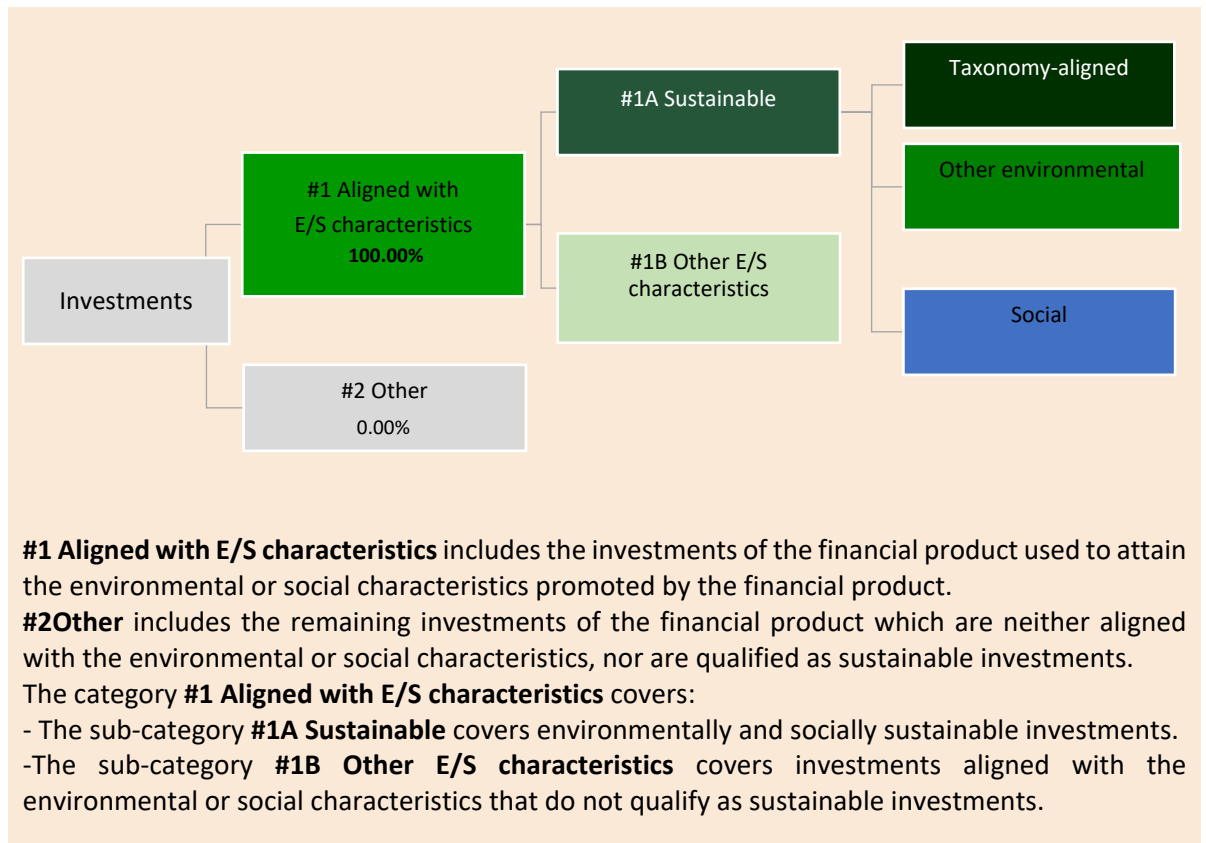 Taxonomy-aligned
#1A Sustainable
Other environmental
#1 Aligned with
E/S characteristics
100.00%
#1B Other E/S
characteristics
Investments
Social
#2 Other
0.00%
#1 Aligned with E/S characteristics includes the investments of the financial product used to attain
the environmental or social characteristics promoted by the financial product.
#2Other includes the remaining investments of the financial product which are neither aligned
with the environmental or social characteristics, nor are qualified as sustainable investments.
The category #1 Aligned with E/S characteristics covers:
- The sub-category #1A Sustainable covers environmentally and socially sustainable investments.
-The sub-category #1B Other E/S characteristics covers investments aligned with the
environmental or social characteristics that do not qualify as sustainable investments.